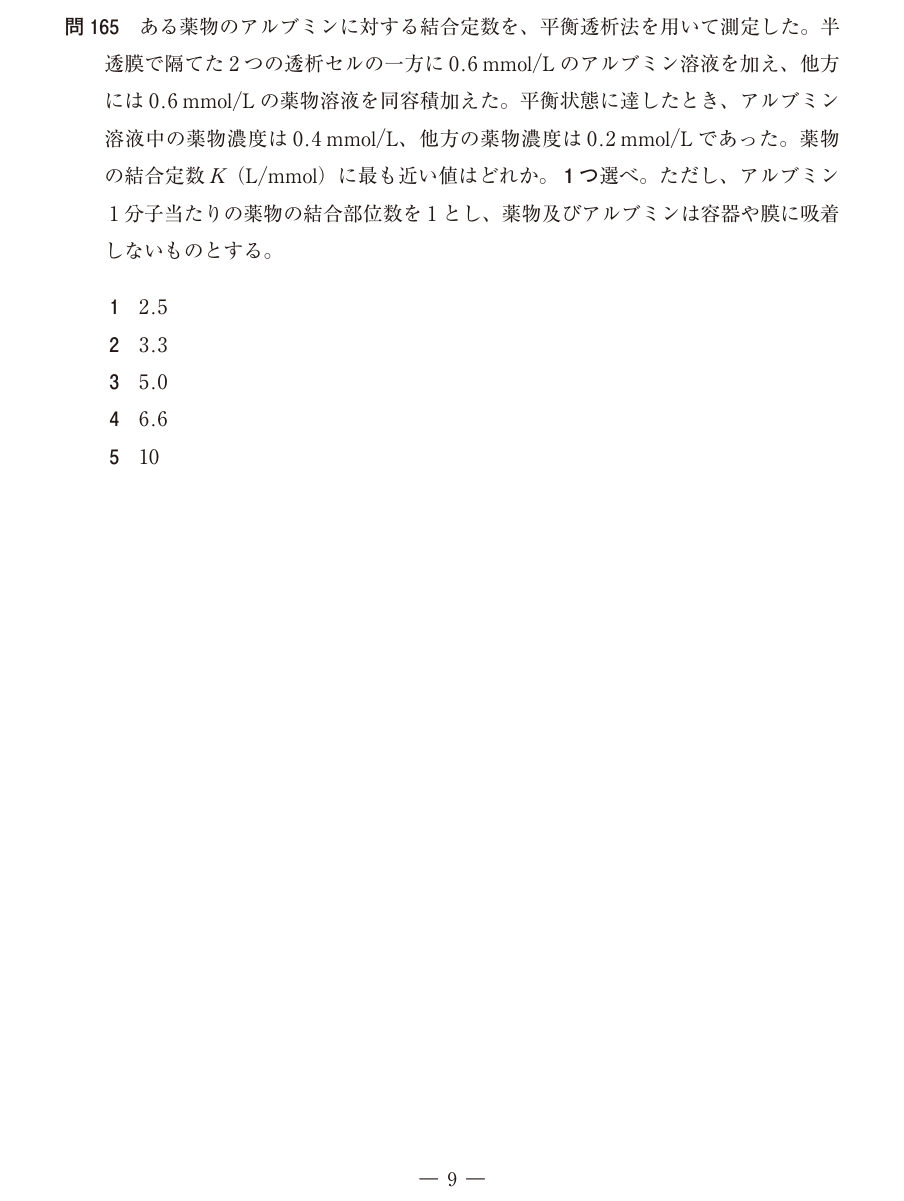 問 165 ある薬物のアルブミンに対する結合定数を、平衡透析法を用いて測定した。半
透膜で隔てた 2 つの透析セルの一方に 0.6 mmol/L のアルブミン溶液を加え、他方
には 0.6 mmol/L の薬物溶液を同容積加えた。平衡状態に達したとき、アルブミン
溶液中の薬物濃度は 0.4 mmol/L、他方の薬物濃度は 0.2 mmol/L であった。薬物
の結合定数 K（L/mmol）に最も近い値はどれか。1つ選べ。ただし、アルブミン
1 分子当たりの薬物の結合部位数を 1 とし、薬物及びアルブミンは容器や膜に吸着
しないものとする。
1 2.5
2 3.3
3 5.0
4 6.6
5 10
— 9 —